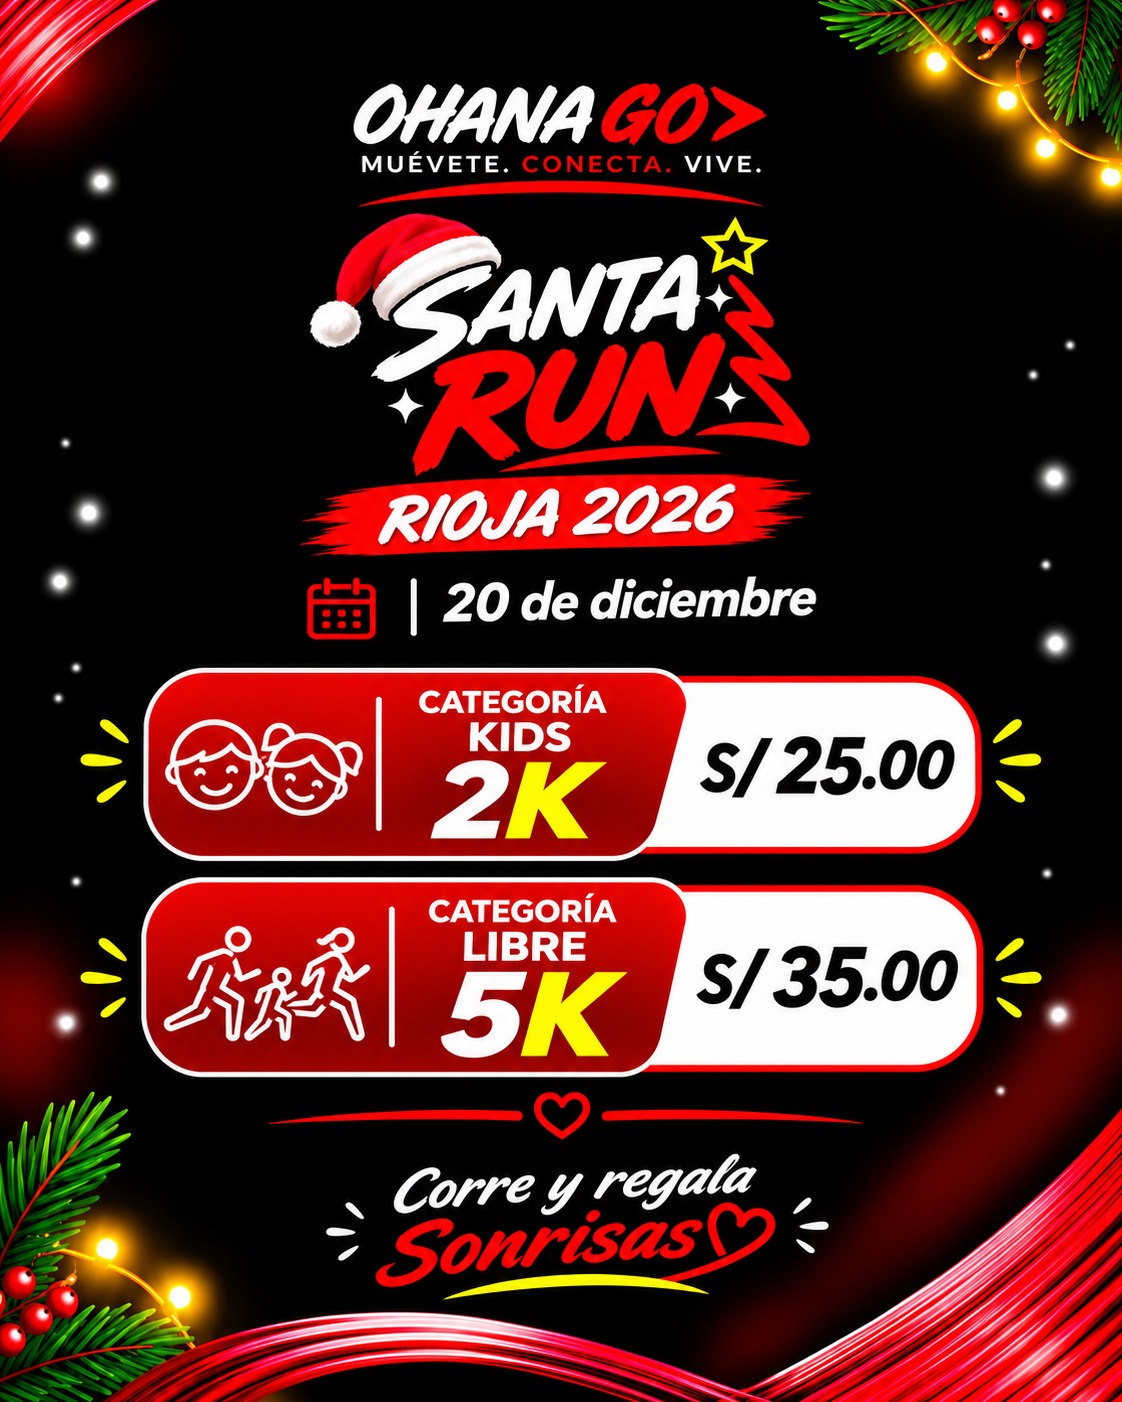 OHANA GO
MUÉVETE. CONECTA. VIVE.
SANTA
RUN
RIOJA 2026
20 de diciembre
CATEGORÍA
KIDS
2K
S/ 25.00
CATEGORÍA
LIBRE
5K
S/ 35.00
Corre y regala
Sonrisas